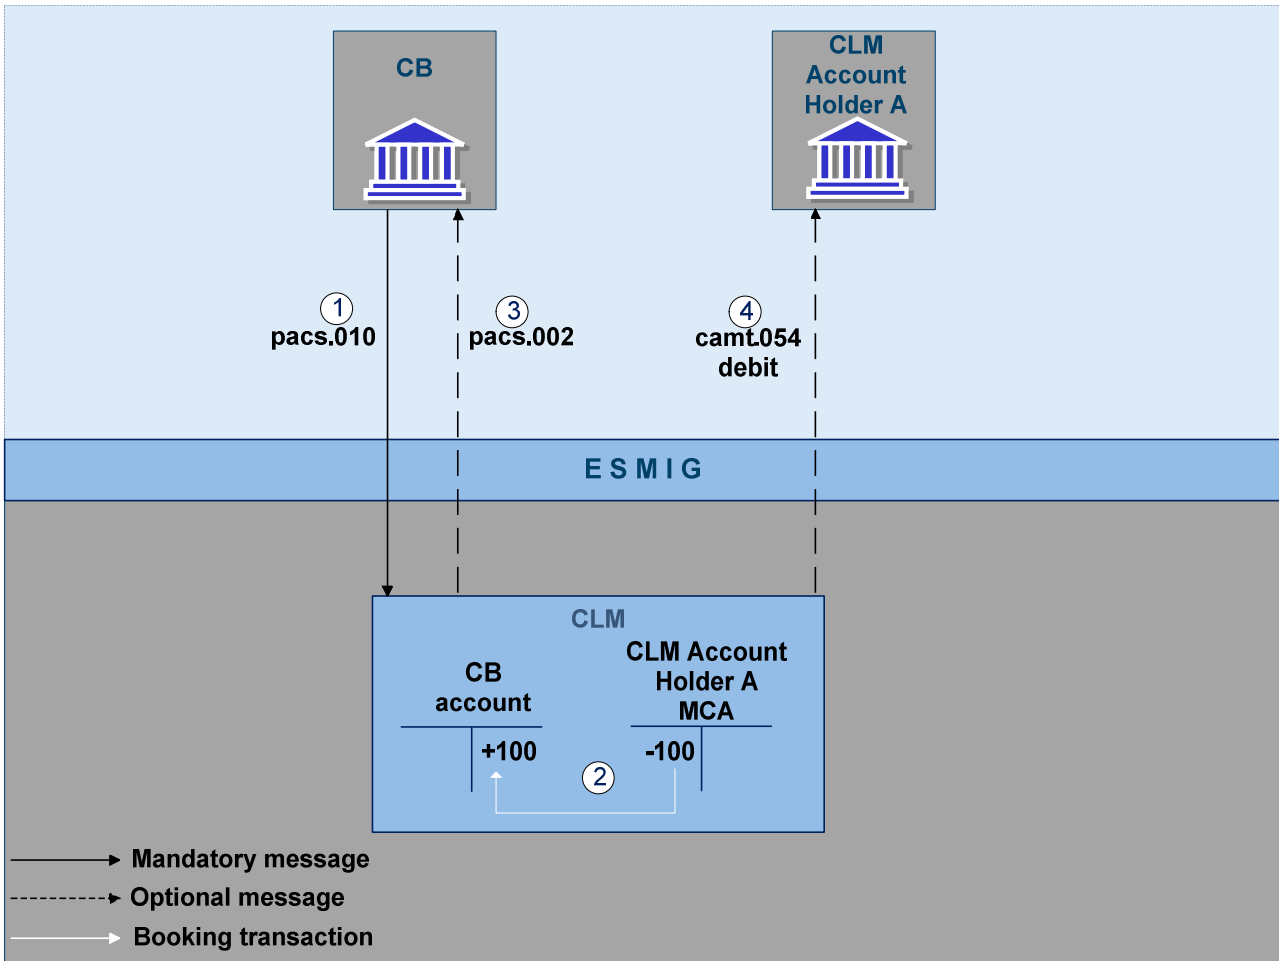 CB
CLM
Account
Holder A
1
pacs.010
3
pacs.002
4
camt.054
debit
E S M I G
CLM
CB
account
CLM Account
Holder A
MCA
+100
-100
2
Mandatory message
Optional message
Booking transaction